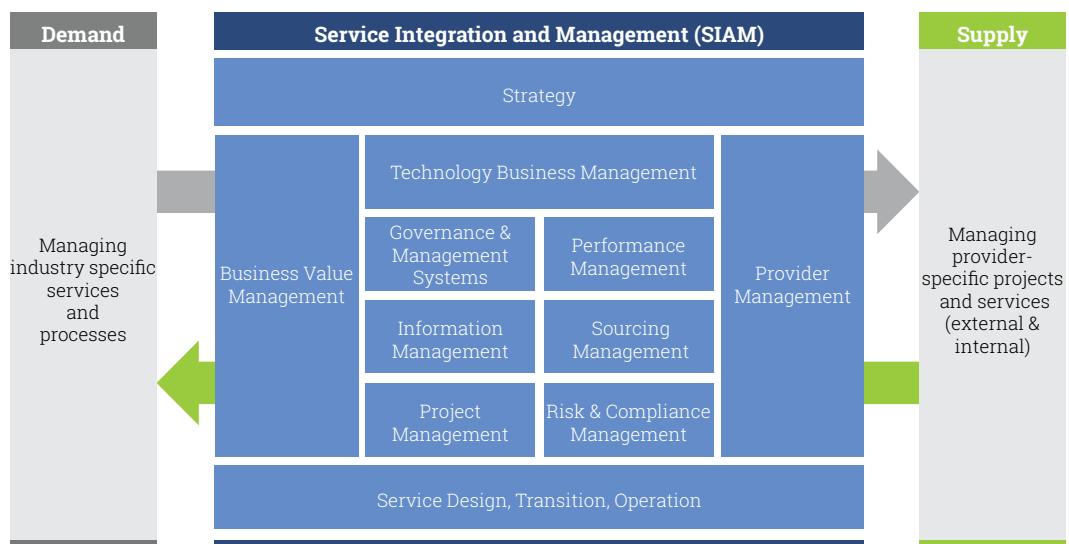 Demand
Service Integration and Management (SIAM)
Supply
Strategy
Technology Business Management
Governance &
Management
Systems
Performance
Management
Managing
industry specific
services
and
processes
Business Value
Management
Provider
Management
Managing
provider-
specific projects
and services
(external &
internal)
Information
Management
Sourcing
Management
Project
Management
Risk & Compliance
Management
Service Design, Transition, Operation